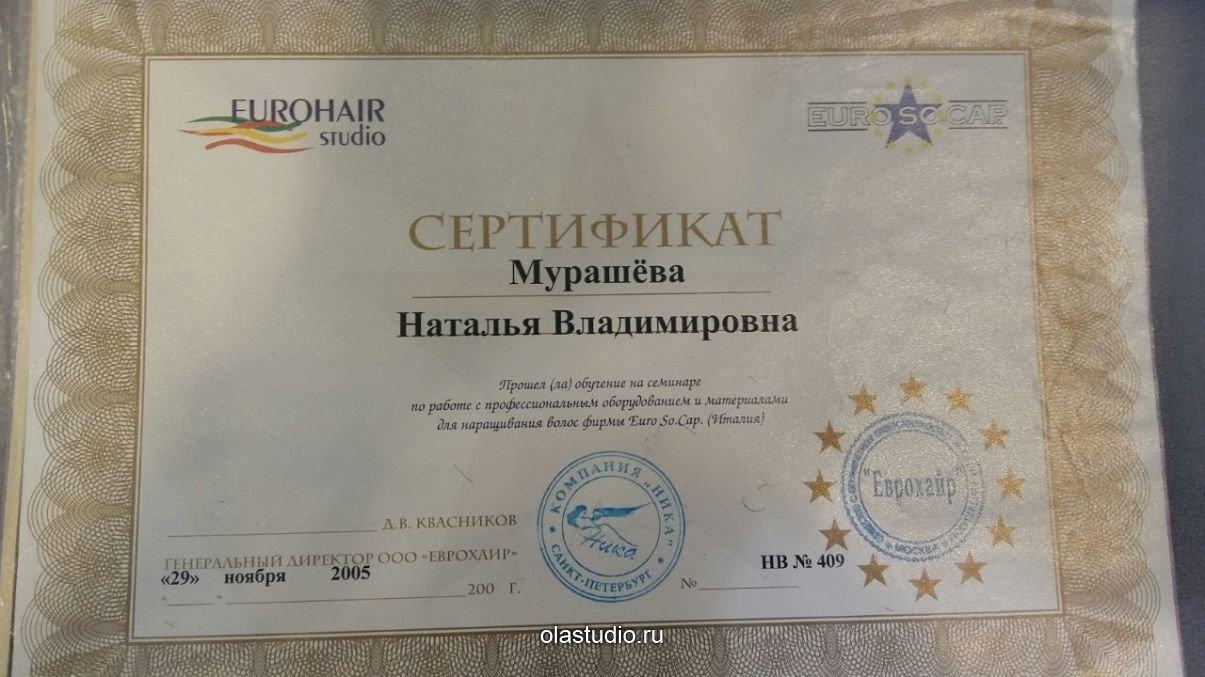 EUROHAIR
studio
EURO SO.CAP.
СЕРТИФИКАТ
Мурашёва
Наталья Владимировна
Прошел (ла) обучение на семинаре
по работе с профессиональным оборудованием и материалами
для наращивания волос фирмы Euro So.Cap. (Италия)
Д.В. КВАСНИКОВ
ГЕНЕРАЛЬНЫЙ ДИРЕКТОР ООО «ЕВРОХАИР»
«29» ноября 2005
200 Г.
КОМПАНИЯ "НИКА"
Ника
САНКТ-ПЕТЕРБУРГ
№
НВ № 409
"Еврохайр"
МОСКВА
olastudio.ru